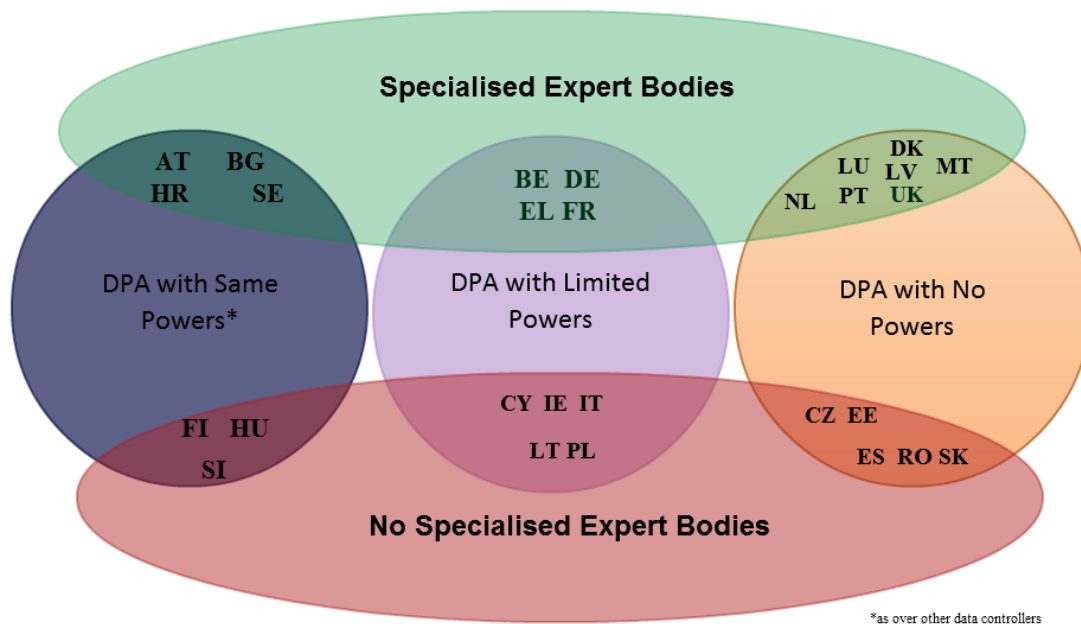 Specialised Expert Bodies
AT BG
HR SE
BE DE
EL FR
DK
LU LV MT
NL PT UK
DPA with Same
Powers*
DPA with Limited
Powers
DPA with No
Powers
FI HU
SI
CY IE IT
LT PL
CZ EE
ES RO SK
No Specialised Expert Bodies
*as over other data controllers